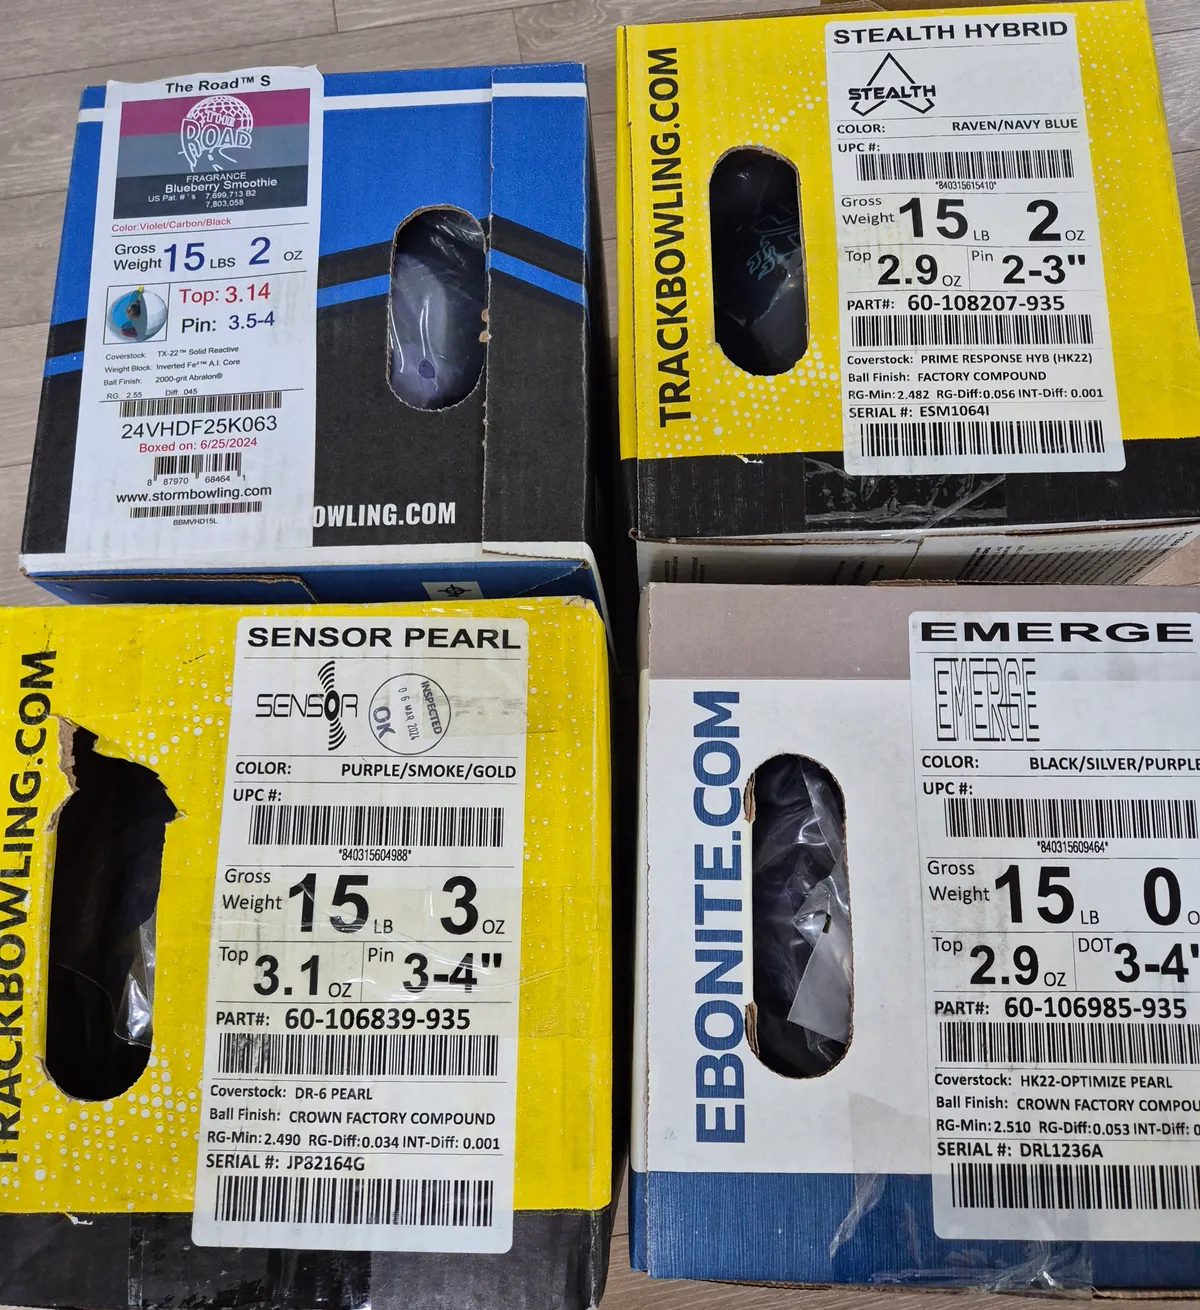 The Road™ S
THE
ROAD
FRAGRANCE
Blueberry Smoothie
US Pat. #'s 7,699,713 B2
7,803,058
Color:Violet/Carbon/Black
Gross
Weight 15 LBS 2 OZ
Top: 3.14
Pin: 3.5-4
Coverstock: TX-22™ Solid Reactive
Weight Block: Inverted Fe²™ A.I. Core
Ball Finish: 2000-grit Abralon®
RG: 2.55 Diff: .045
24VHDF25K063
Boxed on: 6/25/2024
8 87970 68464 1
www.stormbowling.com
BBMVHD15L
OWLING.COM
TRACKBOWLING.COM
STEALTH HYBRID
STEALTH
COLOR: RAVEN/NAVY BLUE
UPC #:
*840315615410*
Gross
Weight 15 LB 2 OZ
Top 2.9 OZ Pin 2-3"
PART#: 60-108207-935
Coverstock: PRIME RESPONSE HYB (HK22)
Ball Finish: FACTORY COMPOUND
RG-Min: 2.482 RG-Diff:0.056 INT-Diff: 0.001
SERIAL #: ESM1064I
RACKBOWLING.COM
SENSOR PEARL
SENSOR
INSPECTED
06 MAR 2024
OK
COLOR: PURPLE/SMOKE/GOLD
UPC #:
*840315604988*
Gross
Weight 15 LB 3 OZ
Top 3.1 OZ Pin 3-4"
PART#: 60-106839-935
Coverstock: DR-6 PEARL
Ball Finish: CROWN FACTORY COMPOUND
RG-Min: 2.490 RG-Diff:0.034 INT-Diff: 0.001
SERIAL #: JP82164G
EBONITE.COM
EMERGE
EMERGE
COLOR: BLACK/SILVER/PURPLE
UPC #:
*840315609464*
Gross
Weight 15 LB 0 O
Top 2.9 OZ DOT 3-4"
PART#: 60-106985-935
Coverstock: HK22-OPTIMIZE PEARL
Ball Finish: CROWN FACTORY COMPOU
RG-Min: 2.510 RG-Diff:0.053 INT-Diff: 0
SERIAL #: DRL1236A